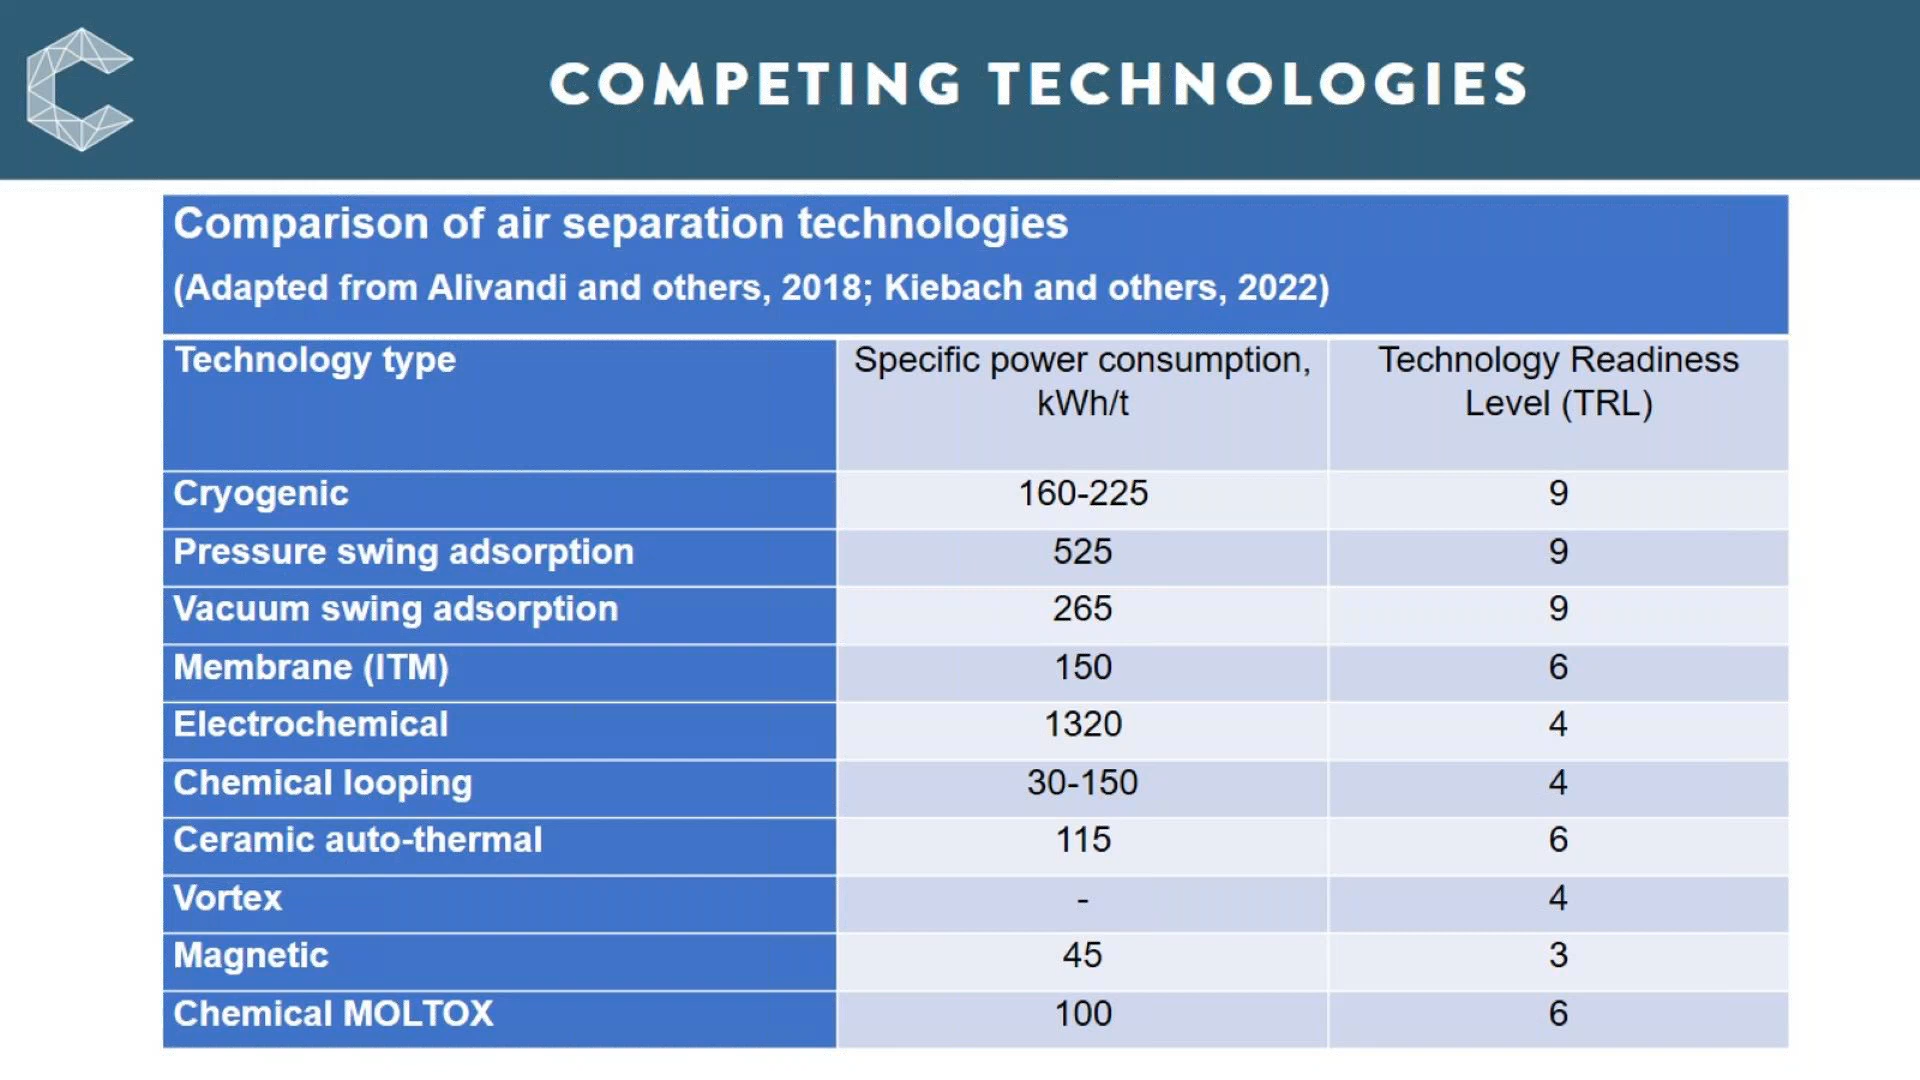 COMPETING TECHNOLOGIES
Comparison of air separation technologies
(Adapted from Alivandi and others, 2018; Kiebach and others, 2022)
Technology type
Specific power consumption,
kWh/t
Technology Readiness
Level (TRL)
Cryogenic 160-225 9
Pressure swing adsorption 525 9
Vacuum swing adsorption 265 9
Membrane (ITM) 150 6
Electrochemical 1320 4
Chemical looping 30-150 4
Ceramic auto-thermal 115 6
Vortex - 4
Magnetic 45 3
Chemical MOLTOX 100 6